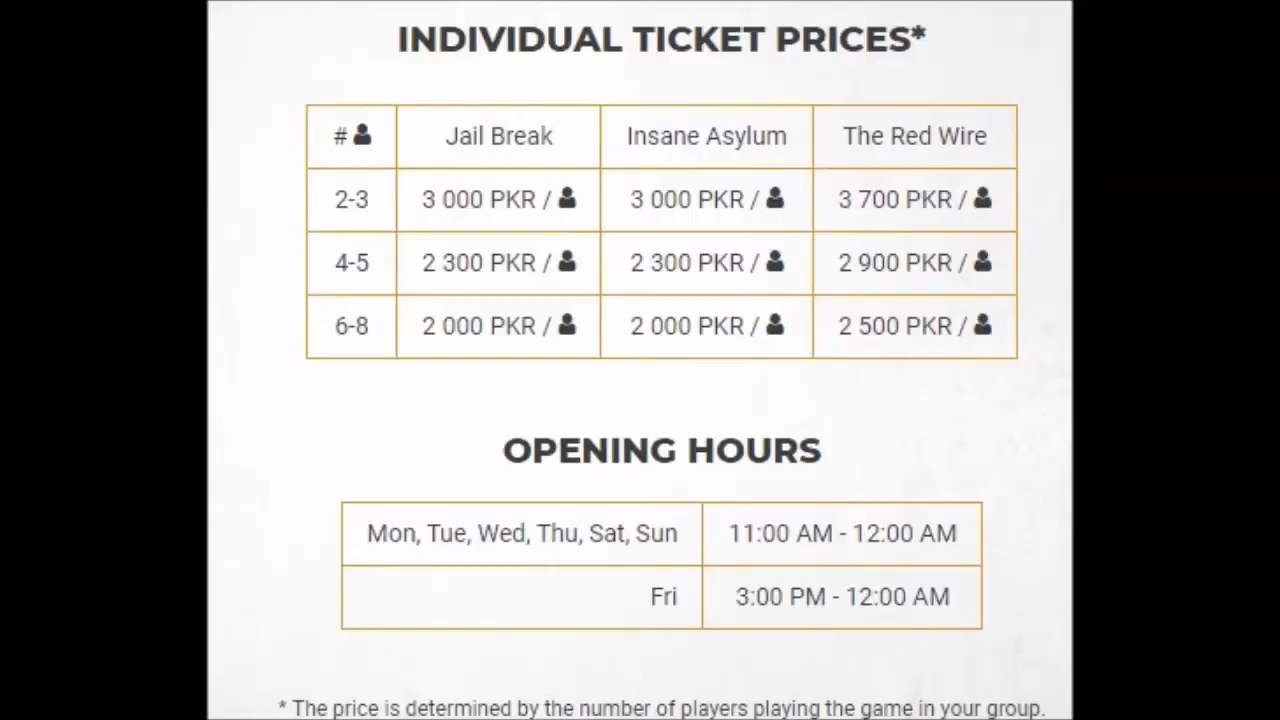 INDIVIDUAL TICKET PRICES*
# Jail Break Insane Asylum The Red Wire
2-3 3 000 PKR / 3 000 PKR / 3 700 PKR /
4-5 2 300 PKR / 2 300 PKR / 2 900 PKR /
6-8 2 000 PKR / 2 000 PKR / 2 500 PKR /
OPENING HOURS
Mon, Tue, Wed, Thu, Sat, Sun 11:00 AM - 12:00 AM
Fri 3:00 PM - 12:00 AM
* The price is determined by the number of players playing the game in your group.